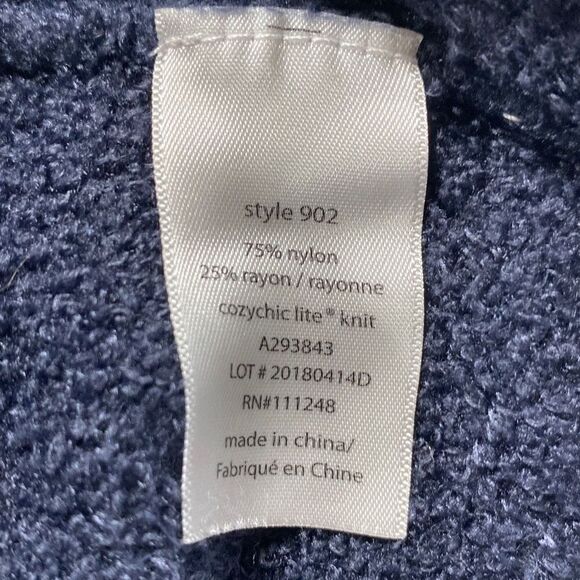 style 902
75% nylon
25% rayon / rayonne
cozychic lite® knit
A293843
LOT # 20180414D
RN#111248
made in china/
Fabriqué en Chine